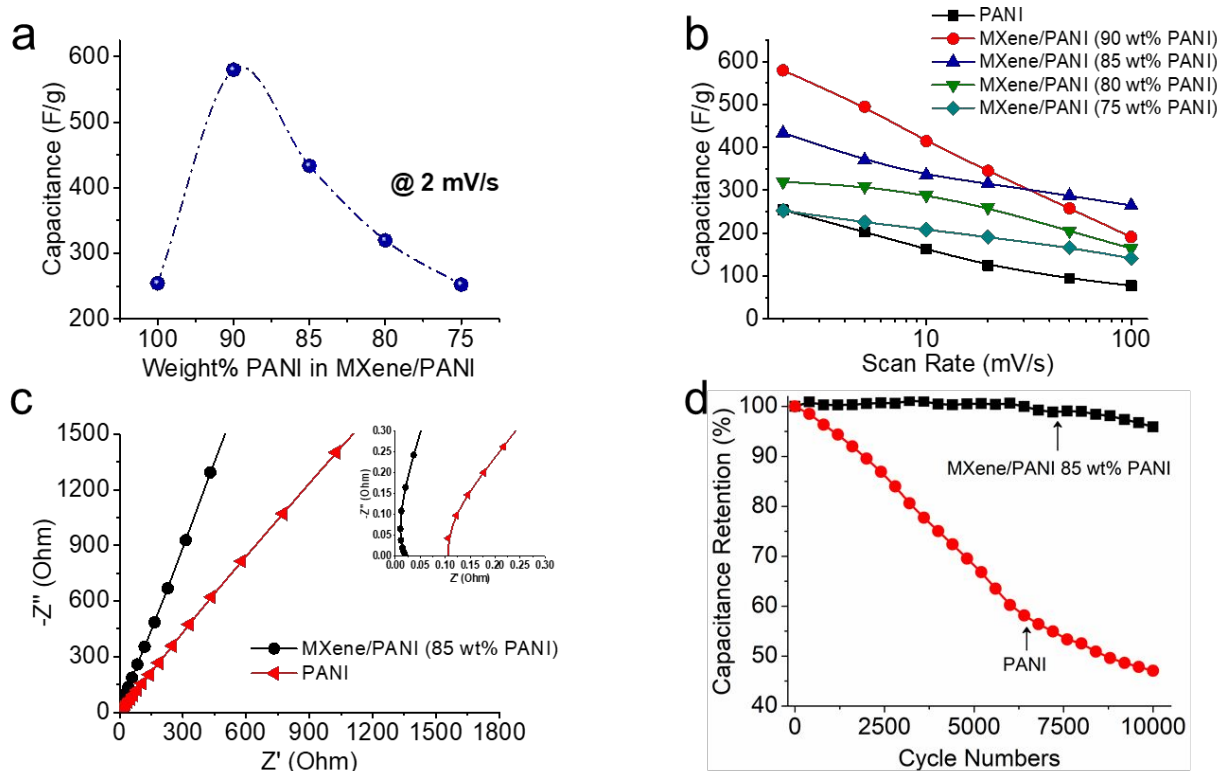 a
Capacitance (F/g)
600
500
400
300
200
@ 2 mV/s
100 90 85 80 75
Weight% PANI in MXene/PANI
b
PANI
MXene/PANI (90 wt% PANI)
MXene/PANI (85 wt% PANI)
MXene/PANI (80 wt% PANI)
MXene/PANI (75 wt% PANI)
Capacitance (F/g)
600
500
400
300
200
100
0
10 100
Scan Rate (mV/s)
c
-Z" (Ohm)
1500
1200
900
600
300
0
-Z" (Ohm)
0.30
0.25
0.20
0.15
0.10
0.05
0.00
0.00 0.05 0.10 0.15 0.20 0.25 0.30
Z' (Ohm)
MXene/PANI (85 wt% PANI)
PANI
0 300 600 900 1200 1500 1800
Z' (Ohm)
d
Capacitance Retention (%)
100
90
80
70
60
50
40
MXene/PANI 85 wt% PANI
PANI
0 2500 5000 7500 10000
Cycle Numbers